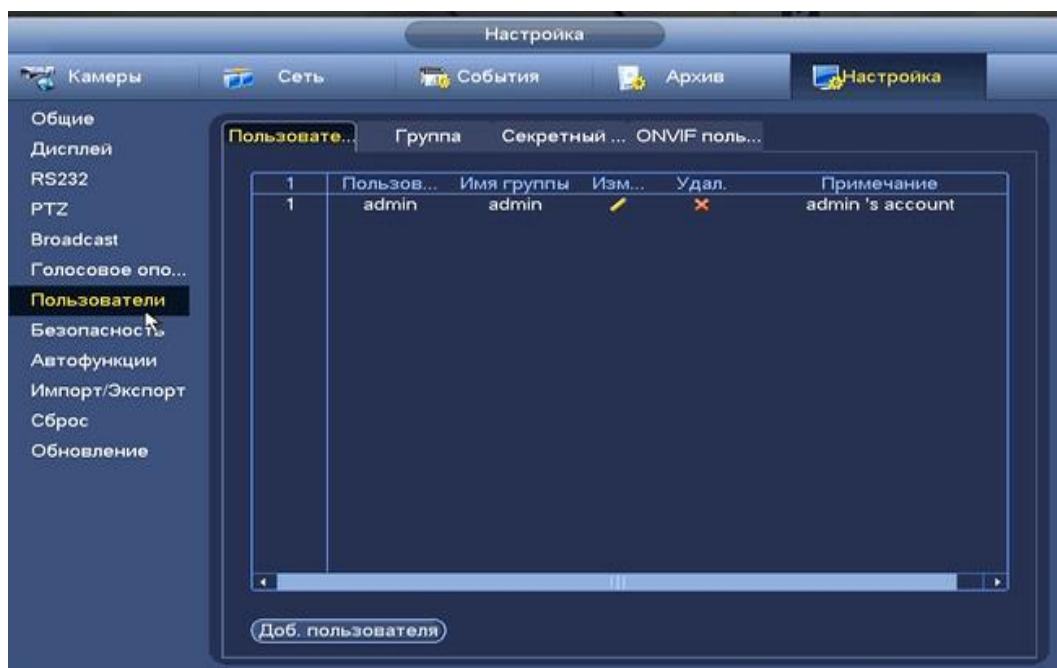 Настройка
Камеры Сеть События Архив Настройка
Общие
Дисплей
RS232
PTZ
Broadcast
Голосовое опо...
Пользователи
Безопасность
Автофункции
Импорт/Экспорт
Сброс
Обновление
Пользовате... Группа Секретный ... ONVIF поль...
1 Пользов... Имя группы Изм... Удал. Примечание
1 admin admin admin 's account
Доб. пользователя